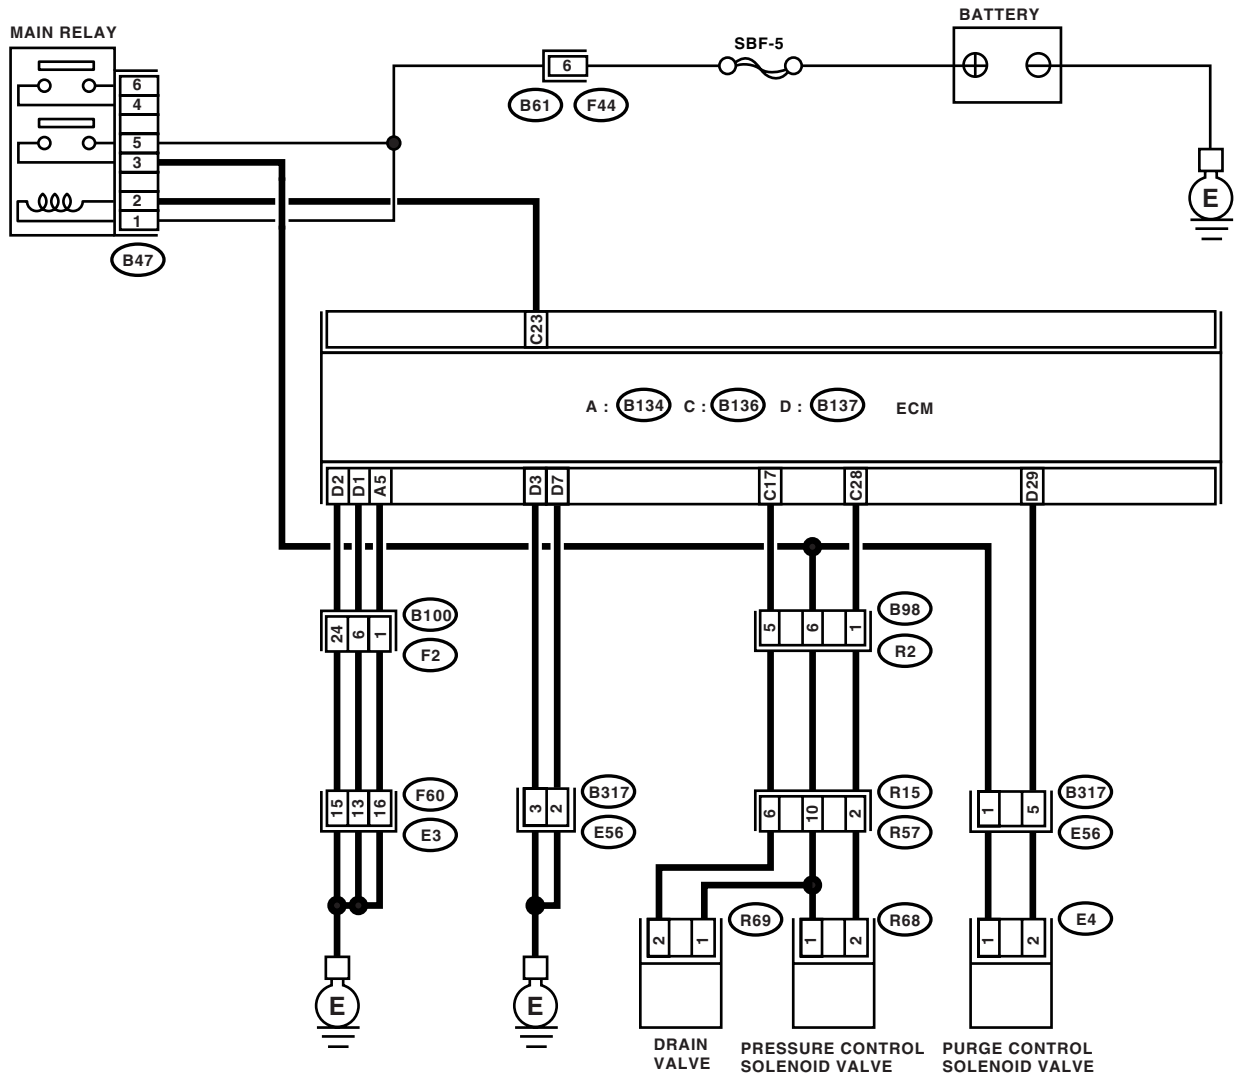 BATTERY
MAIN RELAY
SBF-5
6
6
4
B61 F44
5
3
2
1
E
B47
C23
A : B134 C : B136 D : B137 ECM
D2 D1 A5 D3 D7 C17 C28 D29
24 6 1
B100
F2
5 6 1
B98
R2
15 13 16
F60
E3
3 2
B317
E56
6 10 2
R15
R57
1 5
B317
E56
2 1
R69
1 2
R68
1 2
E4
E
E
DRAIN
VALVE
PRESSURE CONTROL
SOLENOID VALVE
PURGE CONTROL
SOLENOID VALVE